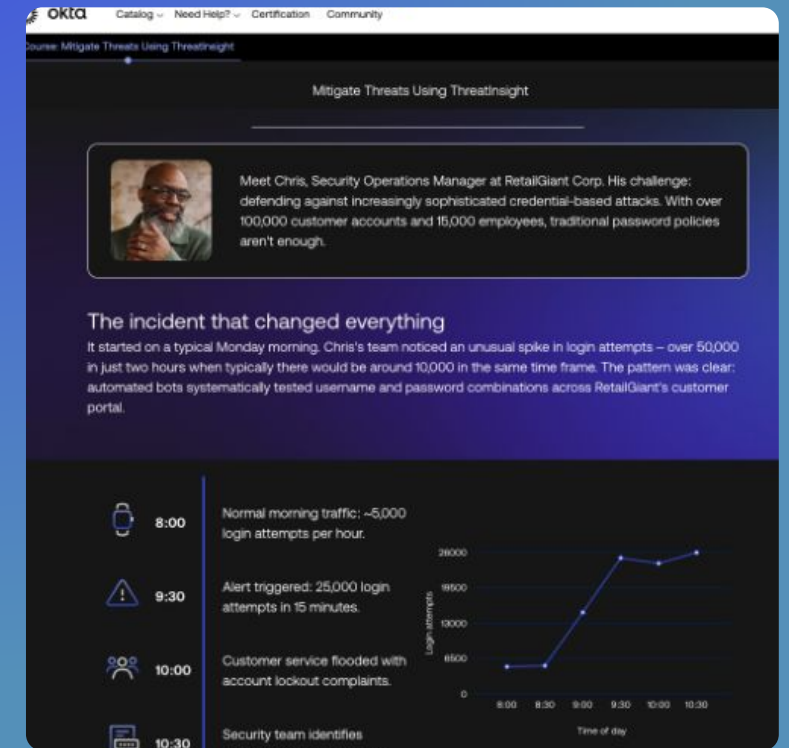 okta
Catalog
Need Help?
Certification
Community
Course: Mitigate Threats Using ThreatInsight
Mitigate Threats Using ThreatInsight
Meet Chris, Security Operations Manager at RetailGiant Corp. His challenge:
defending against increasingly sophisticated credential-based attacks. With over
100,000 customer accounts and 15,000 employees, traditional password policies
aren't enough.
The incident that changed everything
It started on a typical Monday morning. Chris's team noticed an unusual spike in login attempts – over 50,000
in just two hours when typically there would be around 10,000 in the same time frame. The pattern was clear:
automated bots systematically tested username and password combinations across RetailGiant's customer
portal.
8:00
Normal morning traffic: ~5,000
login attempts per hour.
9:30
Alert triggered: 25,000 login
attempts in 15 minutes.
10:00
Customer service flooded with
account lockout complaints.
10:30
Security team identifies
Login attempts
26000
19500
13000
6500
0
8:00
8:30
9:00
9:30
10:00
10:30
Time of day